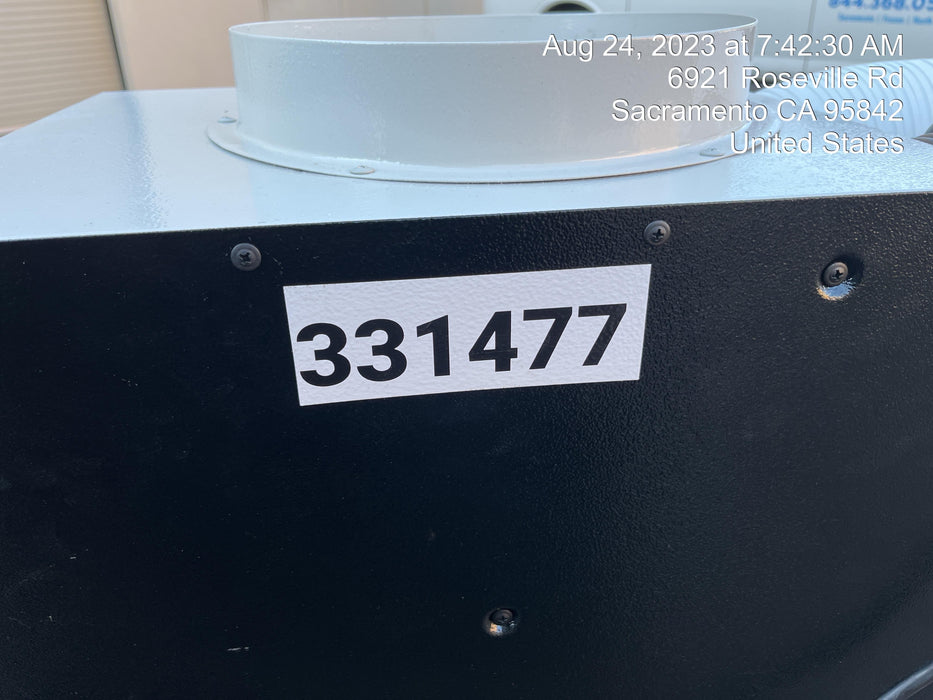 Aug 24, 2023 at 7:42:30 AM
6921 Roseville Rd
Sacramento CA 95842
United States
331477